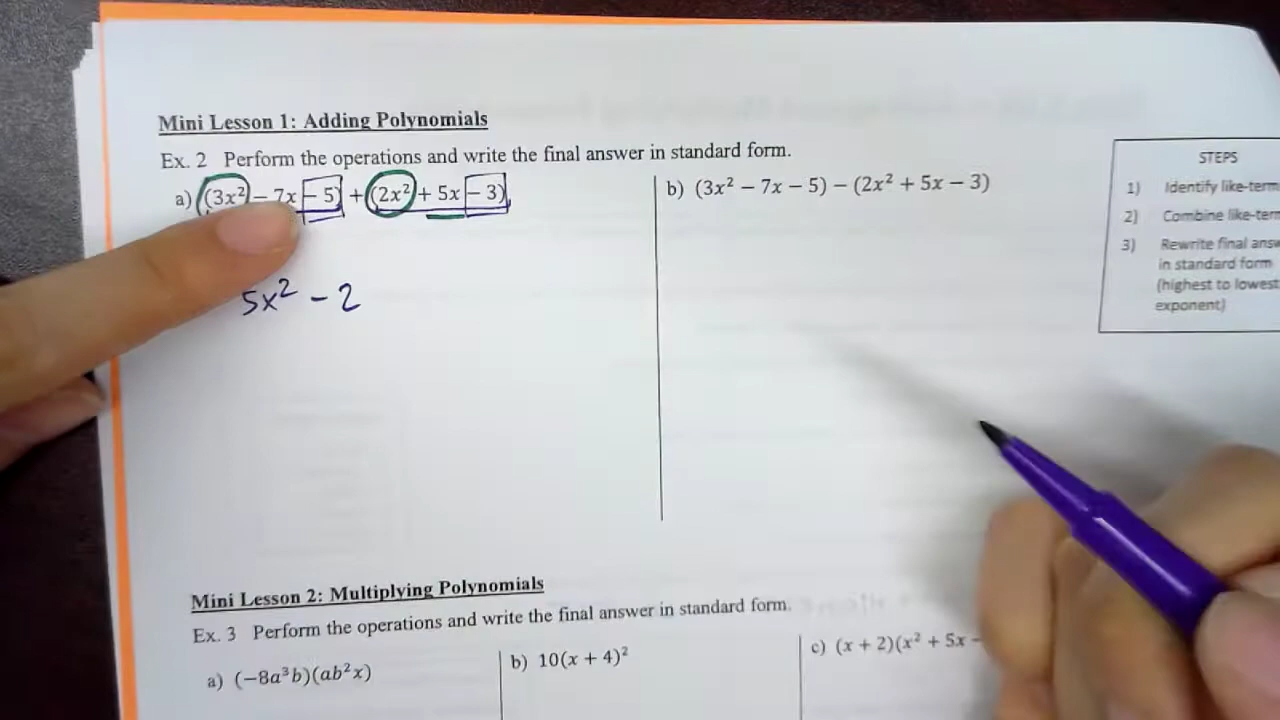 Mini Lesson 1: Adding Polynomials
Ex. 2 Perform the operations and write the final answer in standard form.
a) (3x² − 7x − 5) + (2x² + 5x − 3)
5x² − 2
b) (3x² − 7x − 5) − (2x² + 5x − 3)
STEPS
1) Identify like-term
2) Combine like-ter
3) Rewrite final answ
in standard form
(highest to lowest
exponent)
Mini Lesson 2: Multiplying Polynomials
Ex. 3 Perform the operations and write the final answer in standard form.
a) (−8a³b)(ab²x)
b) 10(x + 4)²
c) (x + 2)(x² + 5x −